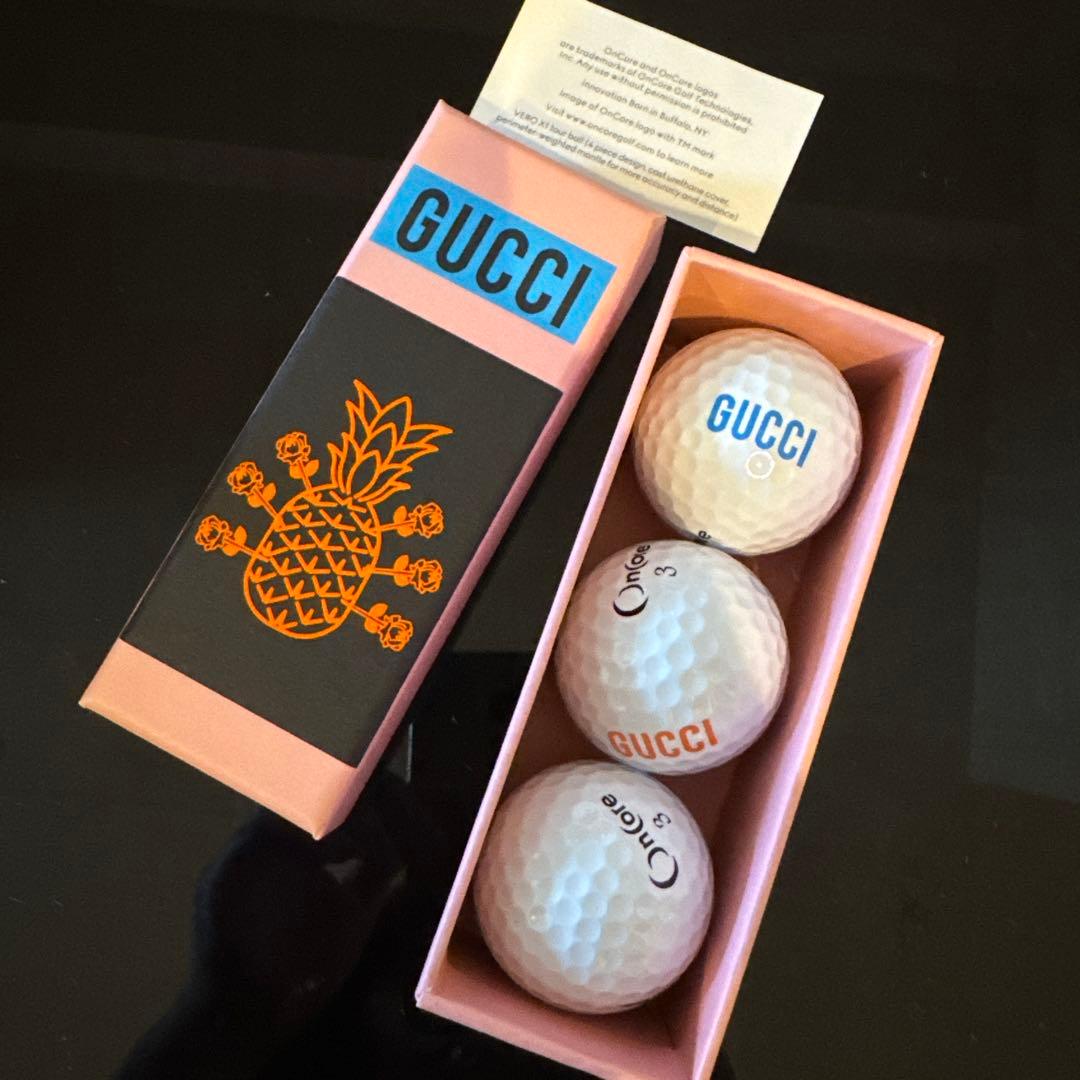 OnCore and OnCore logos
are trademarks of OnCore Golf Technologies,
Inc. Any use without permission is prohibited
Innovation Born in Buffalo, NY.
Image of OnCore logo with TM mark
Visit www.oncoregolf.com to learn more
VERO X1 tour ball (4 piece design, cast urethane cover,
perimeter weighted mantle for more accuracy and distance)
GUCCI
GUCCI
re
OnCore
3
GUCCI
OnCore
3